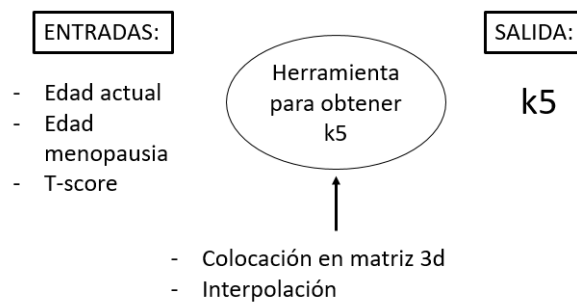 ENTRADAS:
- Edad actual
- Edad
menopausia
- T-score
Herramienta
para obtener
k5
SALIDA:
k5
- Colocación en matriz 3d
- Interpolación